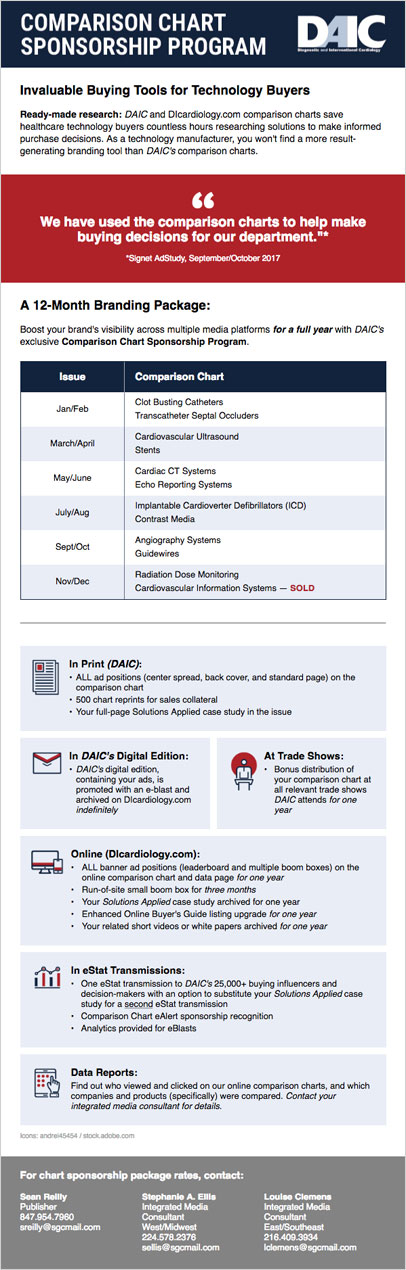 COMPARISON CHART
SPONSORSHIP PROGRAM
DAIC
Diagnostic and Interventional Cardiology
Invaluable Buying Tools for Technology Buyers
Ready-made research: DAIC and DIcardiology.com comparison charts save
healthcare technology buyers countless hours researching solutions to make informed
purchase decisions. As a technology manufacturer, you won't find a more result-
generating branding tool than DAIC's comparison charts.
“
We have used the comparison charts to help make
buying decisions for our department."*
*Signet AdStudy, September/October 2017
A 12-Month Branding Package:
Boost your brand's visibility across multiple media platforms for a full year with DAIC's
exclusive Comparison Chart Sponsorship Program.
Issue Comparison Chart
Jan/Feb Clot Busting Catheters
Transcatheter Septal Occluders
March/April Cardiovascular Ultrasound
Stents
May/June Cardiac CT Systems
Echo Reporting Systems
July/Aug Implantable Cardioverter Defibrillators (ICD)
Contrast Media
Sept/Oct Angiography Systems
Guidewires
Nov/Dec Radiation Dose Monitoring
Cardiovascular Information Systems — SOLD
In Print (DAIC):
• ALL ad positions (center spread, back cover, and standard page) on the
comparison chart
• 500 chart reprints for sales collateral
• Your full-page Solutions Applied case study in the issue
In DAIC's Digital Edition:
• DAIC's digital edition,
containing your ads, is
promoted with an e-blast and
archived on DIcardiology.com
indefinitely
At Trade Shows:
• Bonus distribution of
your comparison chart at
all relevant trade shows
DAIC attends for one
year
Online (DIcardiology.com):
• ALL banner ad positions (leaderboard and multiple boom boxes) on the
online comparison chart and data page for one year
• Run-of-site small boom box for three months
• Your Solutions Applied case study archived for one year
• Enhanced Online Buyer's Guide listing upgrade for one year
• Your related short videos or white papers archived for one year
In eStat Transmissions:
• One eStat transmission to DAIC's 25,000+ buying influencers and
decision-makers with an option to substitute your Solutions Applied case
study for a second eStat transmission
• Comparison Chart eAlert sponsorship recognition
• Analytics provided for eBlasts
Data Reports:
Find out who viewed and clicked on our online comparison charts, and which
companies and products (specifically) were compared. Contact your
integrated media consultant for details.
Icons: andrei45454 / stock.adobe.com
For chart sponsorship package rates, contact:
Sean Reilly
Publisher
847.954.7960
sreilly@sgcmail.com
Stephanie A. Ellis
Integrated Media
Consultant
West/Midwest
224.578.2376
sellis@sgcmail.com
Louise Clemens
Integrated Media
Consultant
East/Southeast
216.409.3934
lclemens@sgcmail.com